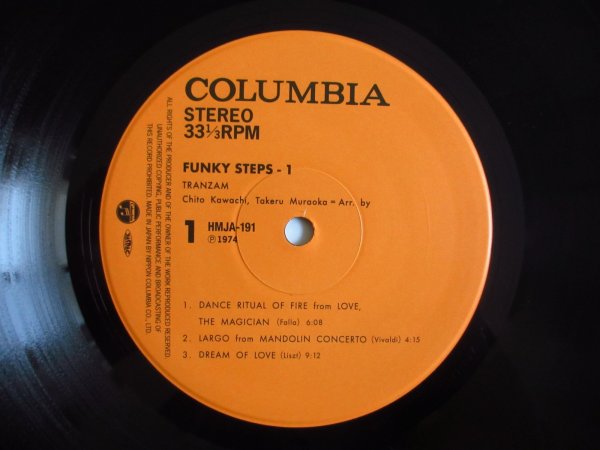 COLUMBIA
STEREO
33⅓RPM
FUNKY STEPS - 1
TRANZAM
Chito Kawachi, Takeru Muraoka = Arr. by
1
HMJA-191
℗ 1974
1. DANCE RITUAL OF FIRE from LOVE,
THE MAGICIAN (Falla) 6:08
2. LARGO from MANDOLIN CONCERTO (Vivaldi) 4:15
3. DREAM OF LOVE (Liszt) 9:12
ALL RIGHTS OF THE PRODUCER AND OF THE OWNER OF THE WORK REPRODUCED RESERVED.
UNAUTHORIZED COPYING, PUBLIC PERFORMANCE AND BROADCASTING OF
THIS RECORD PROHIBITED. MADE IN JAPAN BY NIPPON COLUMBIA CO., LTD.